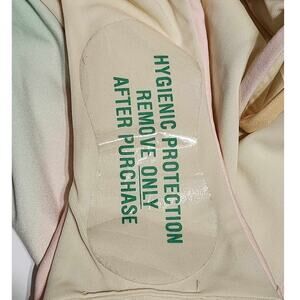 HYGIENIC PROTECTION
REMOVE ONLY
AFTER PURCHASE